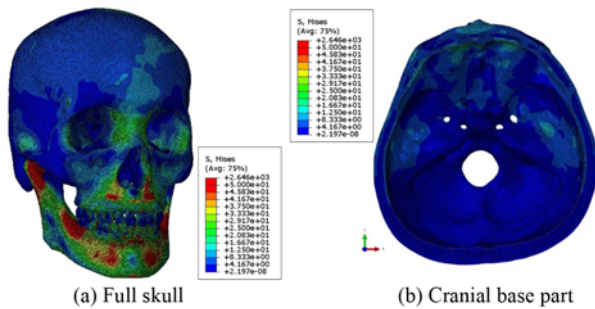 S, Mises
(Avg: 75%)
+2.646e+03
+5.000e+01
+4.583e+01
+4.167e+01
+3.750e+01
+3.333e+01
+2.917e+01
+2.500e+01
+2.083e+01
+1.667e+01
+1.250e+01
+8.333e+00
+4.167e+00
+2.197e-08
S, Mises
(Avg: 75%)
+2.646e+03
+5.000e+01
+4.583e+01
+4.167e+01
+3.750e+01
+3.333e+01
+2.917e+01
+2.500e+01
+2.083e+01
+1.667e+01
+1.250e+01
+8.333e+00
+4.167e+00
+2.197e-08
(a) Full skull
(b) Cranial base part